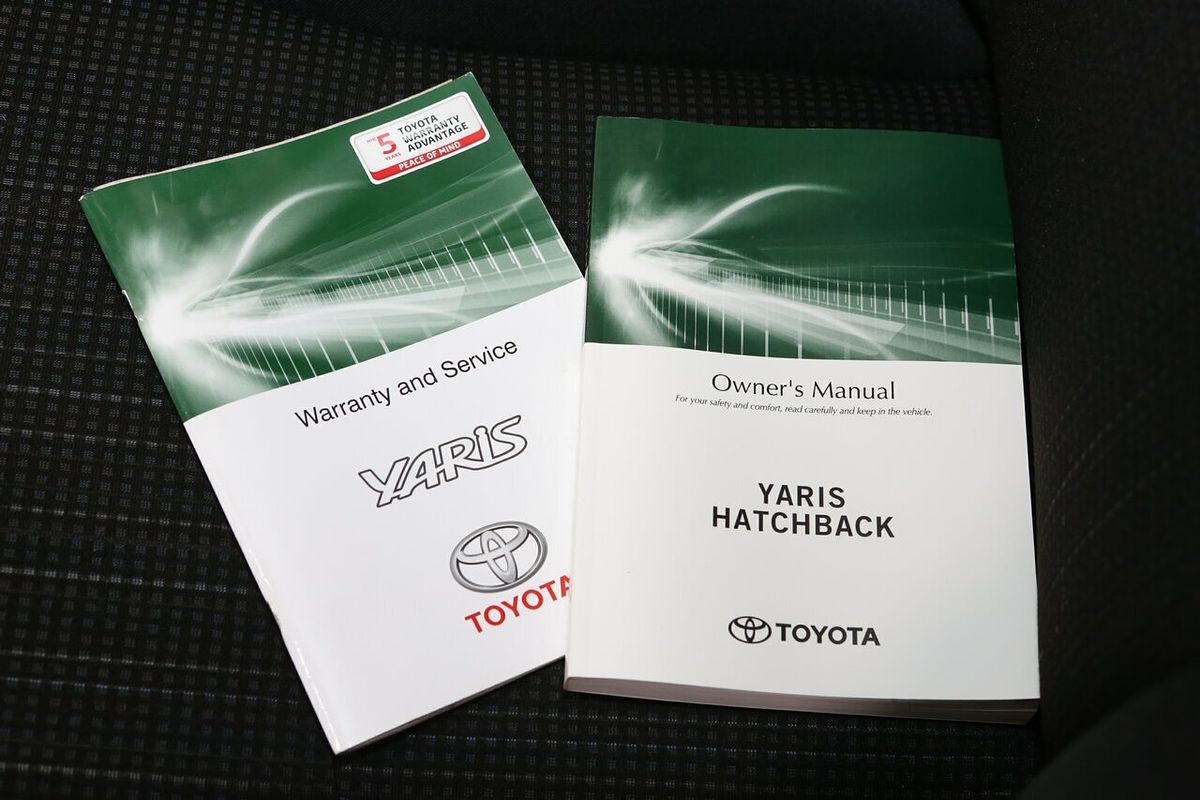 MIN 5 YEARS
TOYOTA
WARRANTY
ADVANTAGE
PEACE OF MIND
Warranty and Service
YARIS
TOYOTA
Owner's Manual
For your safety and comfort, read carefully and keep in the vehicle.
YARIS
HATCHBACK
TOYOTA